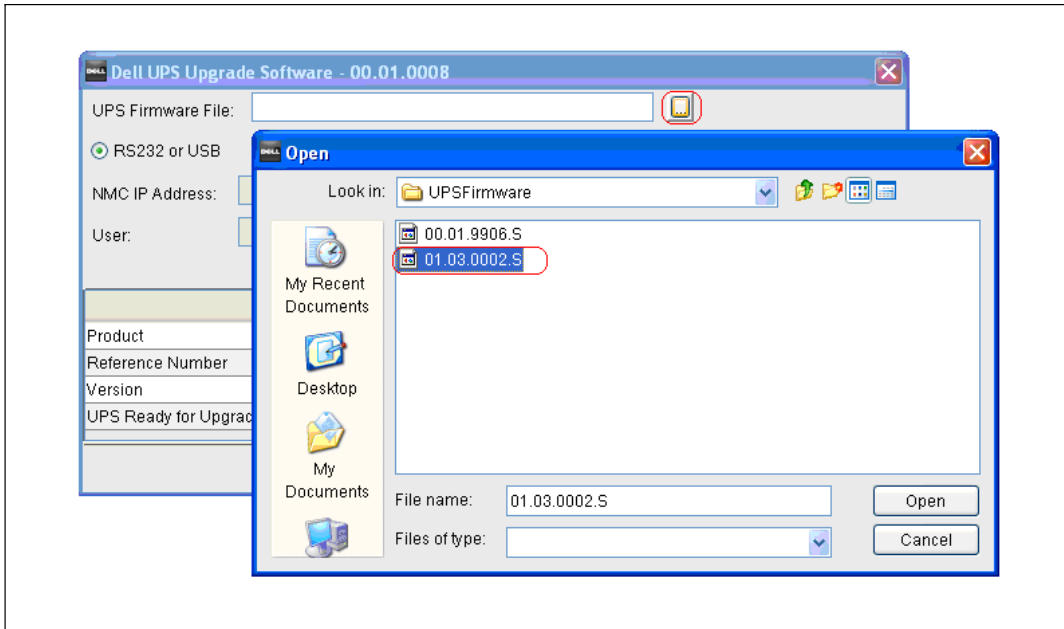 Dell UPS Upgrade Software - 00.01.0008
UPS Firmware File:
RS232 or USB
NMC IP Address:
User:
Product
Reference Number
Version
UPS Ready for Upgrad
Open
Look in:
UPSFirmware
00.01.9906.S
01.03.0002.S
My Recent
Documents
Desktop
My
Documents
File name:
01.03.0002.S
Open
Files of type:
Cancel